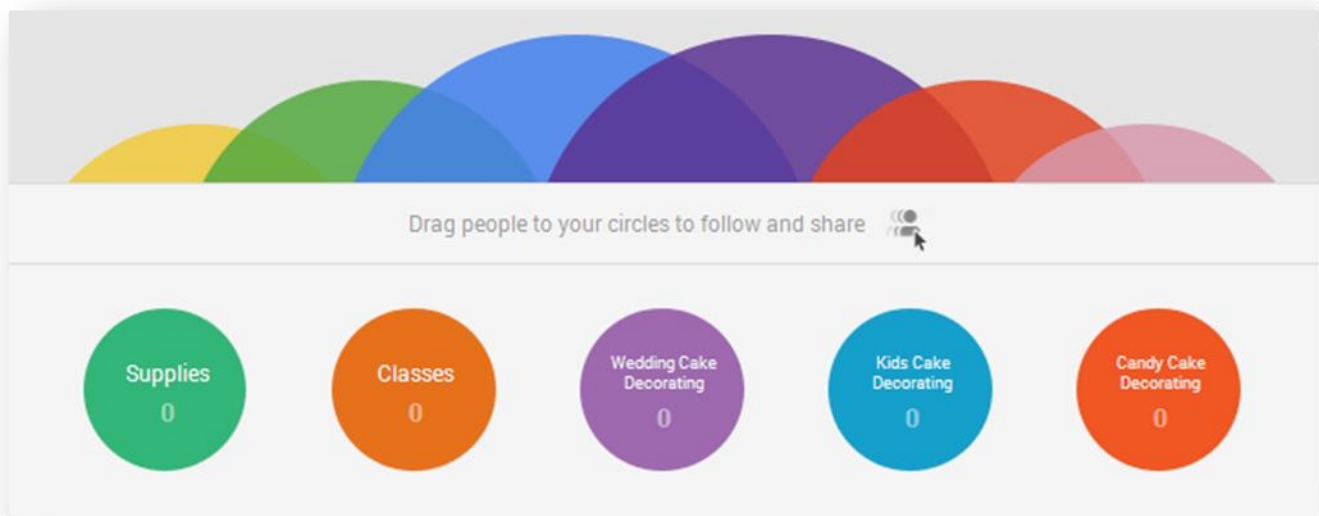 Drag people to your circles to follow and share
Supplies
0
Classes
0
Wedding Cake
Decorating
0
Kids Cake
Decorating
0
Candy Cake
Decorating
0